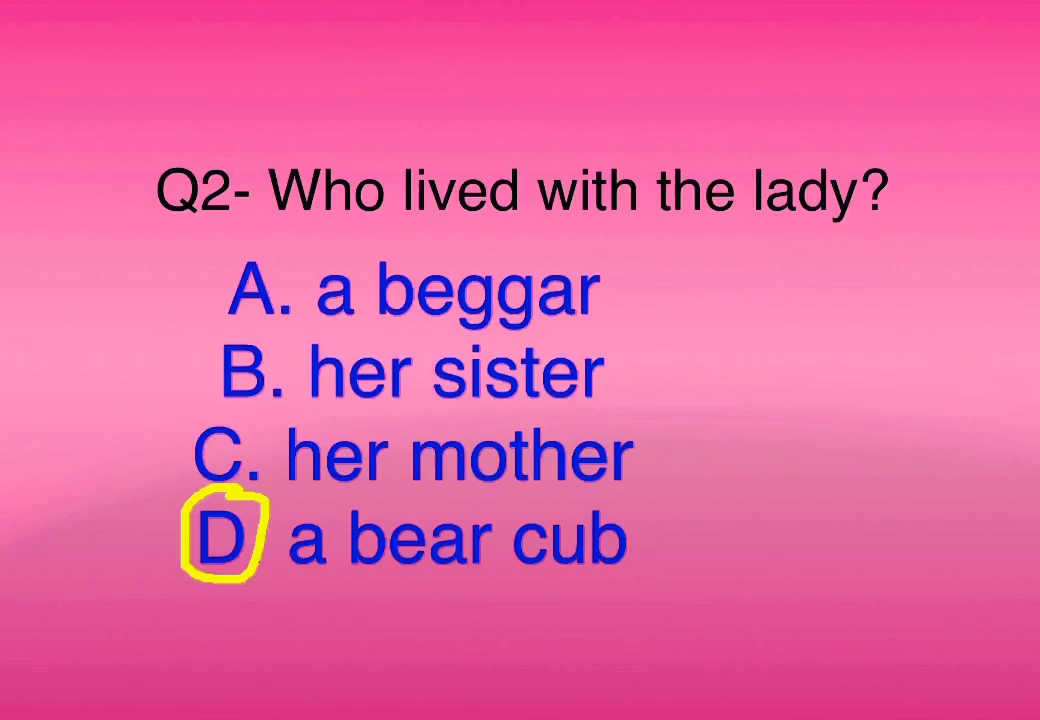 Q2- Who lived with the lady?
A. a beggar
B. her sister
C. her mother
D. a bear cub